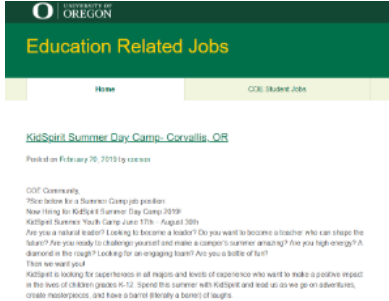 O UNIVERSITY OF
OREGON
Education Related Jobs
Home COE Student Jobs
KidSpirit Summer Day Camp- Corvallis, OR
Posted on February 20, 2019 by
COE Community,
?See below for a Summer Camp job position
Now Hiring for KidSpirit Summer Day Camp 2019!
KidSpirit Summer Youth Camp June 17th - August 30th
Are you a natural leader? Looking to become a leader? Do you want to become a teacher who can shape the
future? Are you ready to challenge yourself and make a camper's summer amazing? Are you high energy? A
diamond in the rough? Looking for an engaging team? Are you a bottle of fun?
Then we want you!
KidSpirit is looking for superheroes in all majors and levels of experience who want to make a positive impact
in the lives of children grades K-12. Spend this summer with KidSpirit and lead us as we go on adventures,
create masterpieces, and have a barrel (literally a barrel) of laughs.